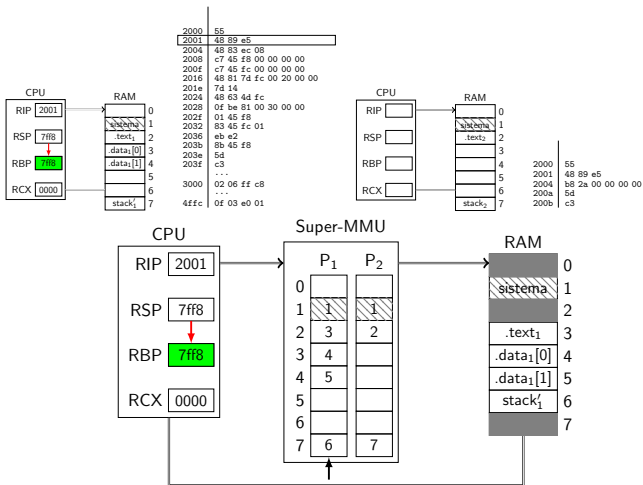 2000 55
2001 48 89 e5
2004 48 83 ec 08
2008 c7 45 f8 00 00 00 00
200f c7 45 fc 00 00 00 00
2016 48 81 7d fc 00 20 00 00
201e 7d 14
2024 48 63 4d fc
2028 0f be 81 00 30 00 00
202f 01 45 f8
2032 83 45 fc 01
2036 eb e2
203b 8b 45 f8
203e 5d
203f c3
...
3000 02 06 ff c8
...
4ffc 0f 03 e0 01
CPU
RIP 2001
RSP 7ff8
RBP 7ff8
RCX 0000
RAM
0
sistema 1
.text₁ 2
.data₁[0] 3
.data₁[1] 4
5
6
stack′₁ 7
CPU
RIP
RSP
RBP
RCX
RAM
0
sistema 1
.text₂ 2
3
4
5
6
stack₂ 7
2000 55
2001 48 89 e5
2004 b8 2a 00 00 00 00
200a 5d
200b c3
CPU
RIP 2001
RSP 7ff8
RBP 7ff8
RCX 0000
Super-MMU
P₁ P₂
0
1 1 1
2 3 2
3 4
4 5
5
6
7 6 7
RAM
0
sistema 1
2
.text₁ 3
.data₁[0] 4
.data₁[1] 5
stack′₁ 6
7